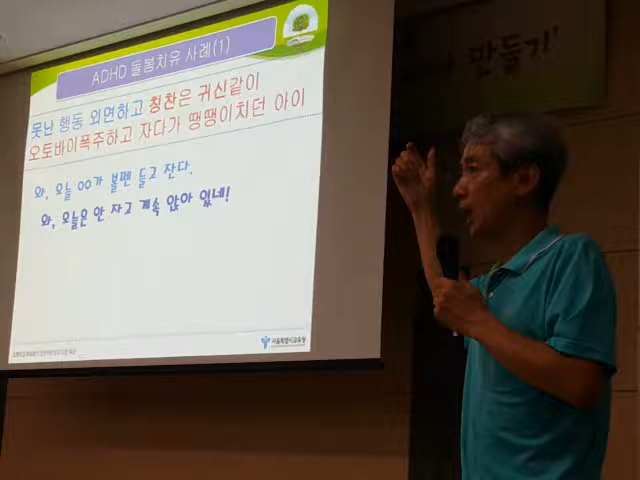 ADHD 돌봄치유 사례(1)
못난 행동 외면하고 칭찬은 귀신같이
오토바이폭주하고 자다가 땡땡이치던 아이
와, 오늘 00가 볼펜 들고 잔다.
와, 오늘은 안 자고 계속 앉아 있네!
서울특별시교육청
만들기'